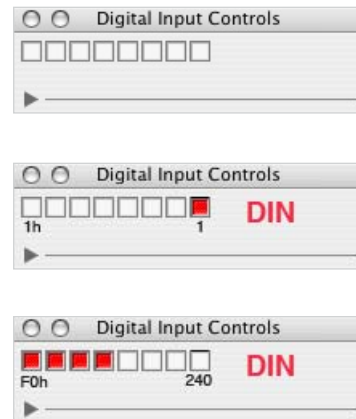 Digital Input Controls
Digital Input Controls
DIN
1h 1
Digital Input Controls
DIN
F0h 240